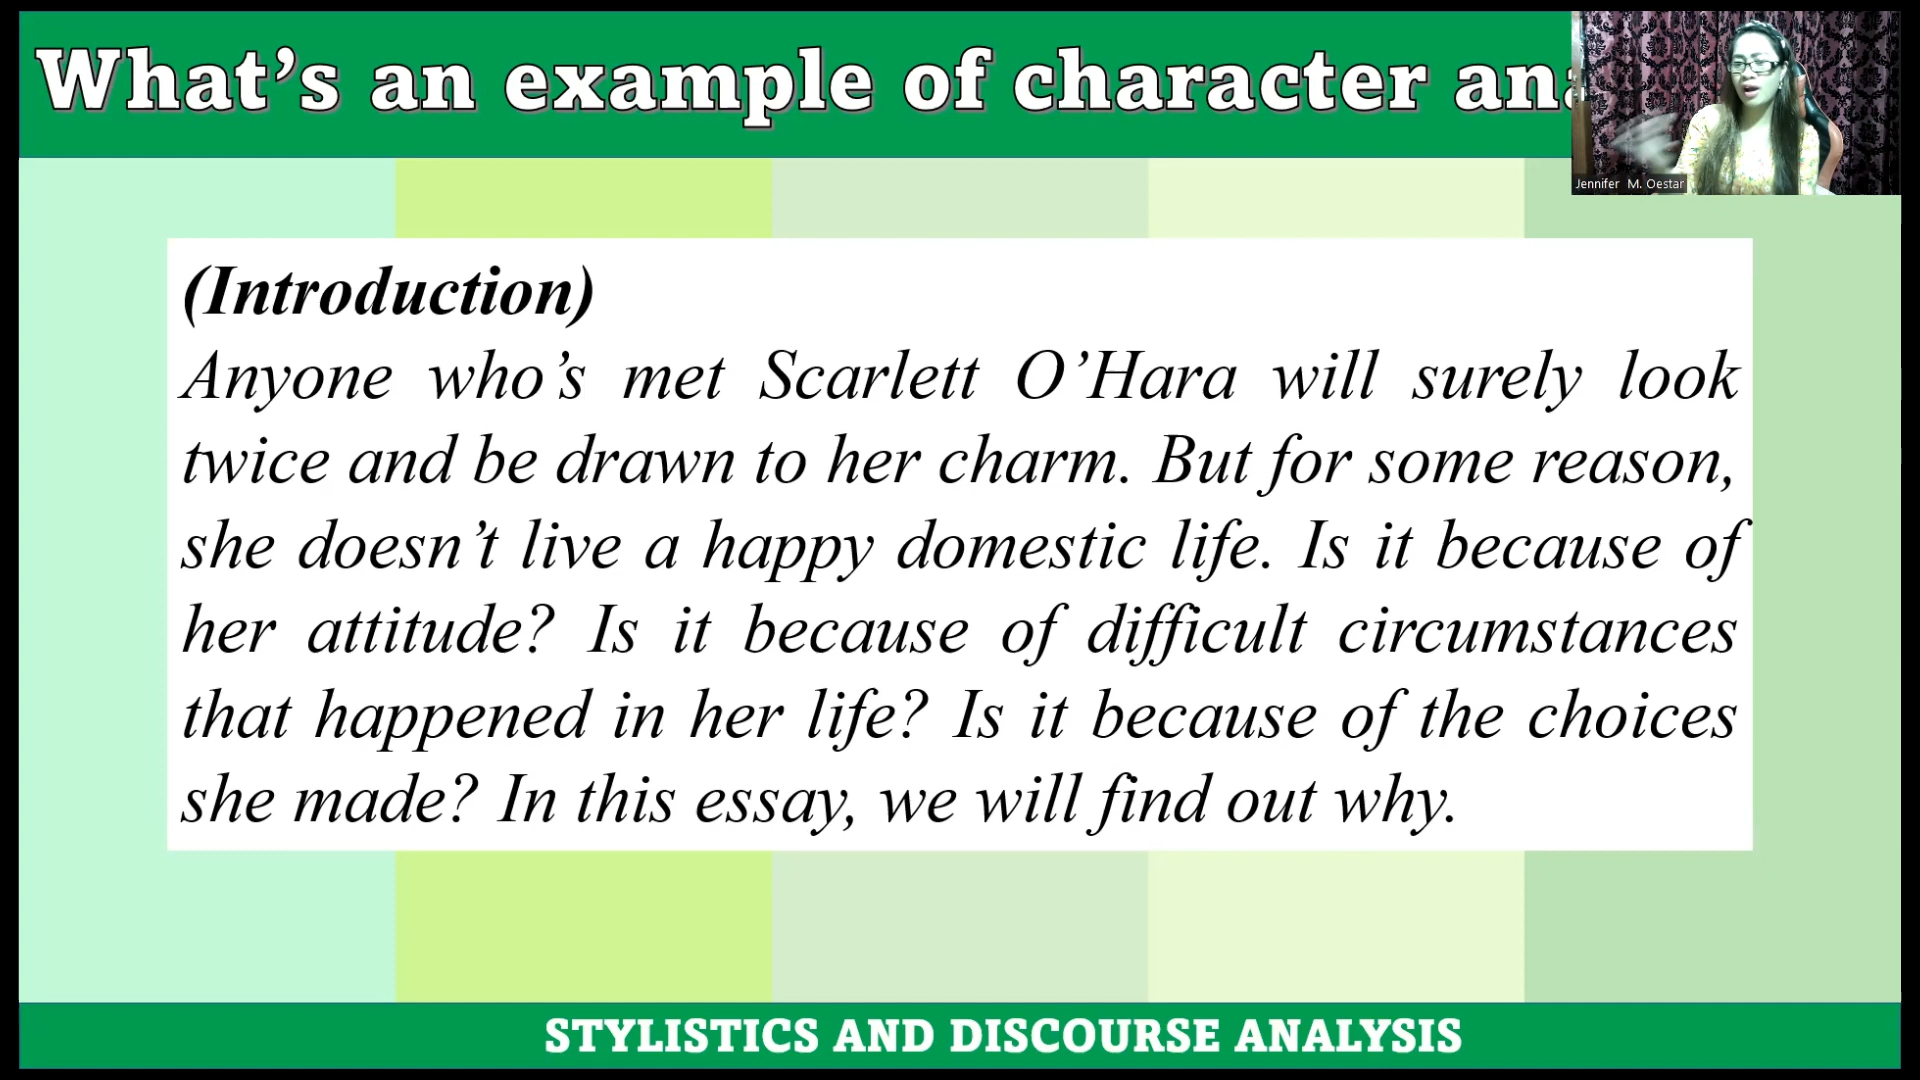 What’s an example of character
Jennifer M. Oestar
(Introduction)
Anyone who’s met Scarlett O’Hara will surely look
twice and be drawn to her charm. But for some reason,
she doesn’t live a happy domestic life. Is it because of
her attitude? Is it because of difficult circumstances
that happened in her life? Is it because of the choices
she made? In this essay, we will find out why.
STYLISTICS AND DISCOURSE ANALYSIS